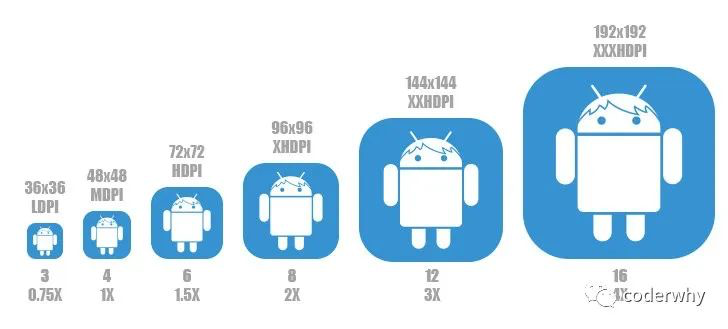 36x36
LDPI
3
0.75X
48x48
MDPI
4
1X
72x72
HDPI
6
1.5X
96x96
XHDPI
8
2X
144x144
XXHDPI
12
3X
192x192
XXXHDPI
16
coderwhy